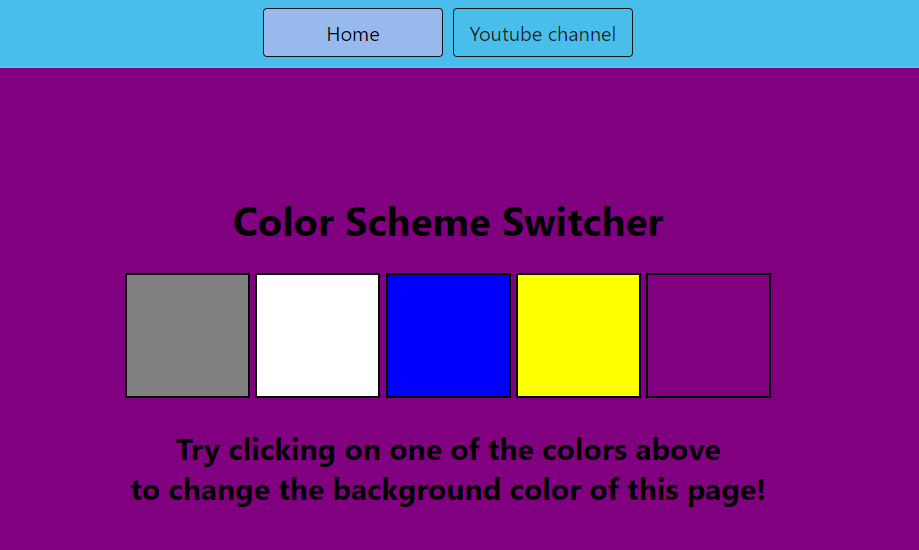 Home
Youtube channel
Color Scheme Switcher
Try clicking on one of the colors above
to change the background color of this page!